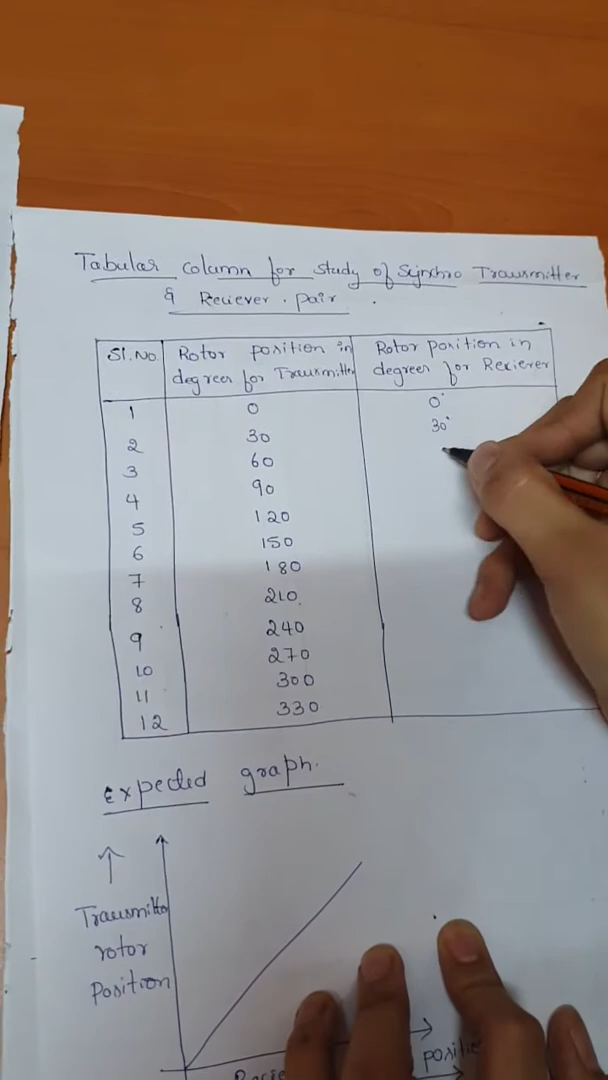 Tabular column for study of Synchro Transmitter
& Reciever. pair.
Sl.No Rotor position in degrees for Transmitter Rotor position in degrees for Reciever
1 0 0°
2 30 30°
3 60
4 90
5 120
6 150
7 180
8 210
9 240
10 270
11 300
12 330
Expected graph.
↑
Transmitter
rotor
Position